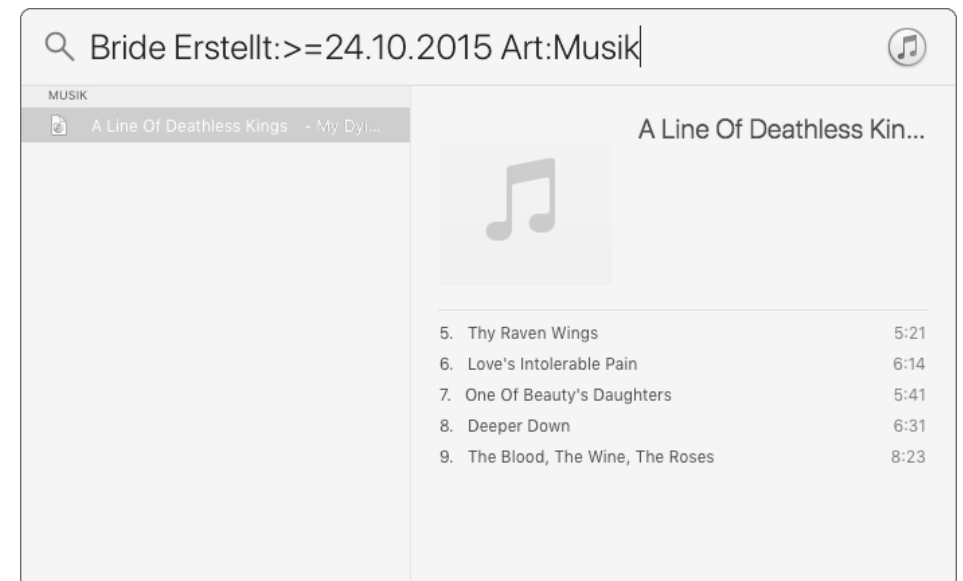 Bride Erstellt:>=24.10.2015 Art:Musik
MUSIK
A Line Of Deathless Kings - My Dyi...
A Line Of Deathless Kin...
5. Thy Raven Wings 5:21
6. Love's Intolerable Pain 6:14
7. One Of Beauty's Daughters 5:41
8. Deeper Down 6:31
9. The Blood, The Wine, The Roses 8:23